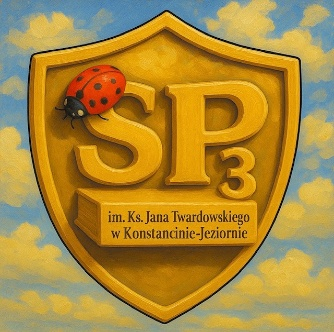 SP3
im. Ks. Jana Twardowskiego
w Konstancinie-Jeziornie